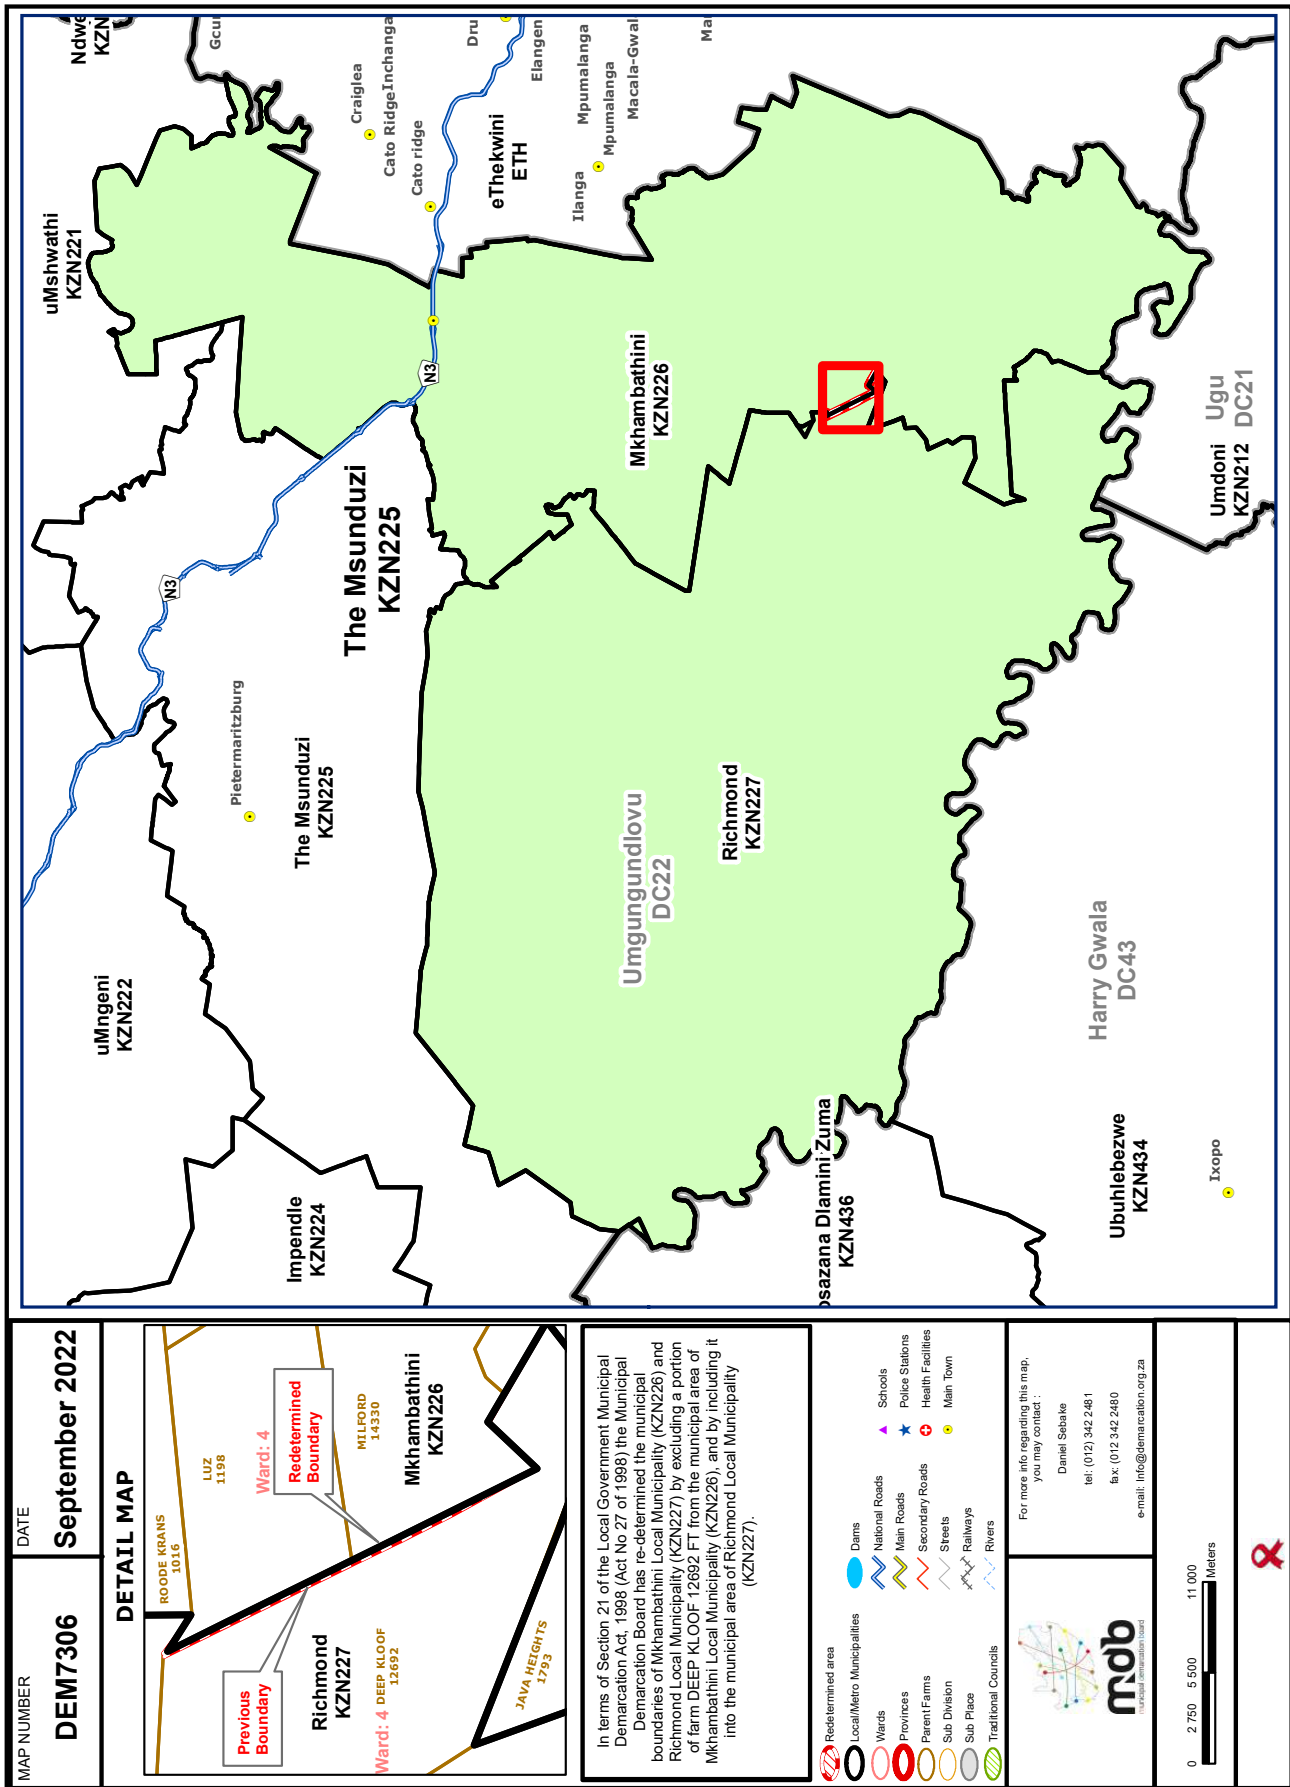 MAP NUMBER
DEM7306
DATE
September 2022
DETAIL MAP
ROODE KRANS
1016
LUZ
1198
Ward: 4
Redetermined
Boundary
MILFORD
14330
Mkhambathini
KZN226
Previous
Boundary
Richmond
KZN227
Ward: 4
DEEP KLOOF
12692
JAVA HEIGHTS
1793
In terms of Section 21 of the Local Government Municipal
Demarcation Act, 1998 (Act No 27 of 1998) the Municipal
Demarcation Board has re-determined the municipal
boundaries of Mkhambathini Local Municipality (KZN226) and
Richmond Local Municipality (KZN227) by excluding a portion
of farm DEEP KLOOF 12692 FT from the municipal area of
Mkhambathini Local Municipality (KZN226), and by including it
into the municipal area of Richmond Local Municipality
(KZN227).
Redetermined area
Local/Metro Municipalities
Wards
Provinces
Parent Farms
Sub Division
Sub Place
Traditional Councils
Dams
National Roads
Main Roads
Secondary Roads
Streets
Railways
Rivers
Schools
Police Stations
Health Facilities
Main Town
mdb
municipal demarcation board
For more info regarding this map,
you may contact :
Daniel Sebake
tel: (012) 342 2481
fax: (012 342 2480
e-mail: info@demarcation.org.za
0 2 750 5 500 11 000
Meters
uMngeni
KZN222
Impendle
KZN224
Pietermaritzburg
The Msunduzi
KZN225
The Msunduzi
KZN225
N3
N3
uMshwathi
KZN221
Ndwe
KZN
Gcu
Craiglea
Cato Ridge
Inchanga
Cato ridge
Dru
Elangen
eThekwini
ETH
Ilanga
Mpumalanga
Mpumalanga
Macala-Gwal
Ma
Mkhambathini
KZN226
Umgungundlovu
DC22
Richmond
KZN227
osazana Dlamini Zuma
KZN436
Harry Gwala
DC43
Ubuhlebezwe
KZN434
Ixopo
Ugu
DC21
Umdoni
KZN212